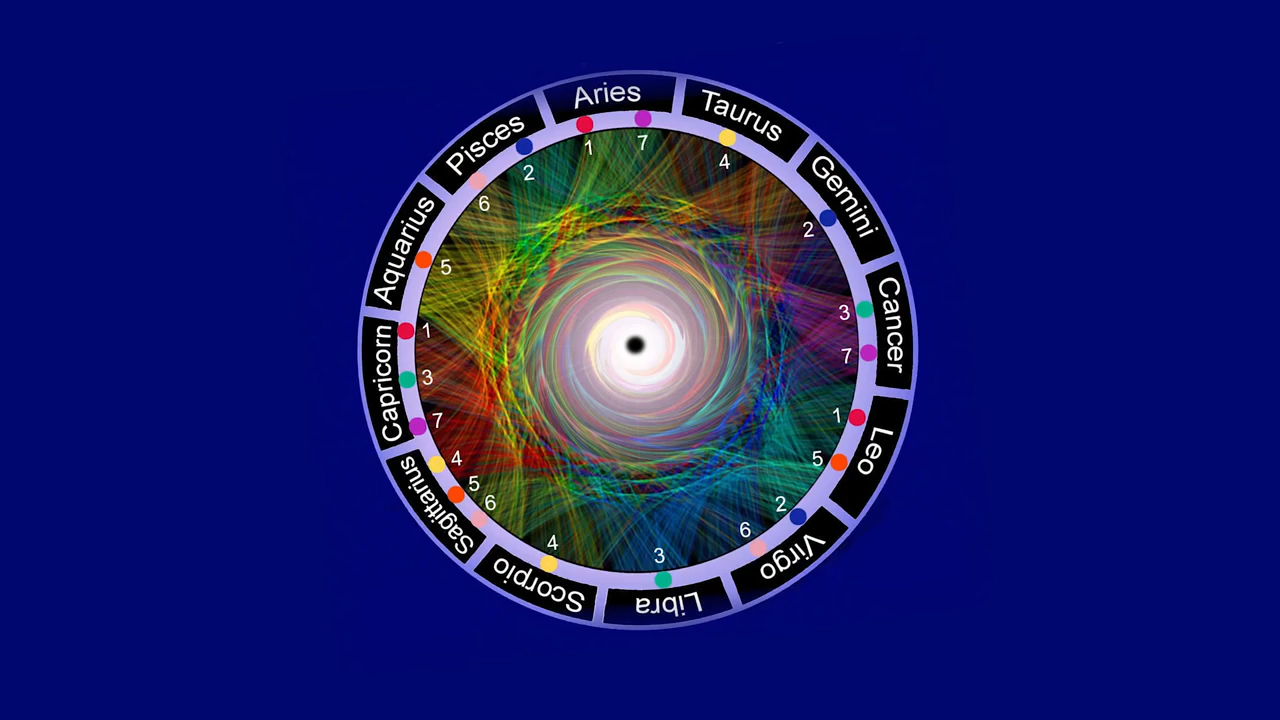 Aries
Taurus
Gemini
Cancer
Leo
Virgo
Libra
Scorpio
Sagittarius
Capricorn
Aquarius
Pisces
1
7
4
2
3
7
1
5
2
6
3
4
6
5
4
7
3
1
5
6
2